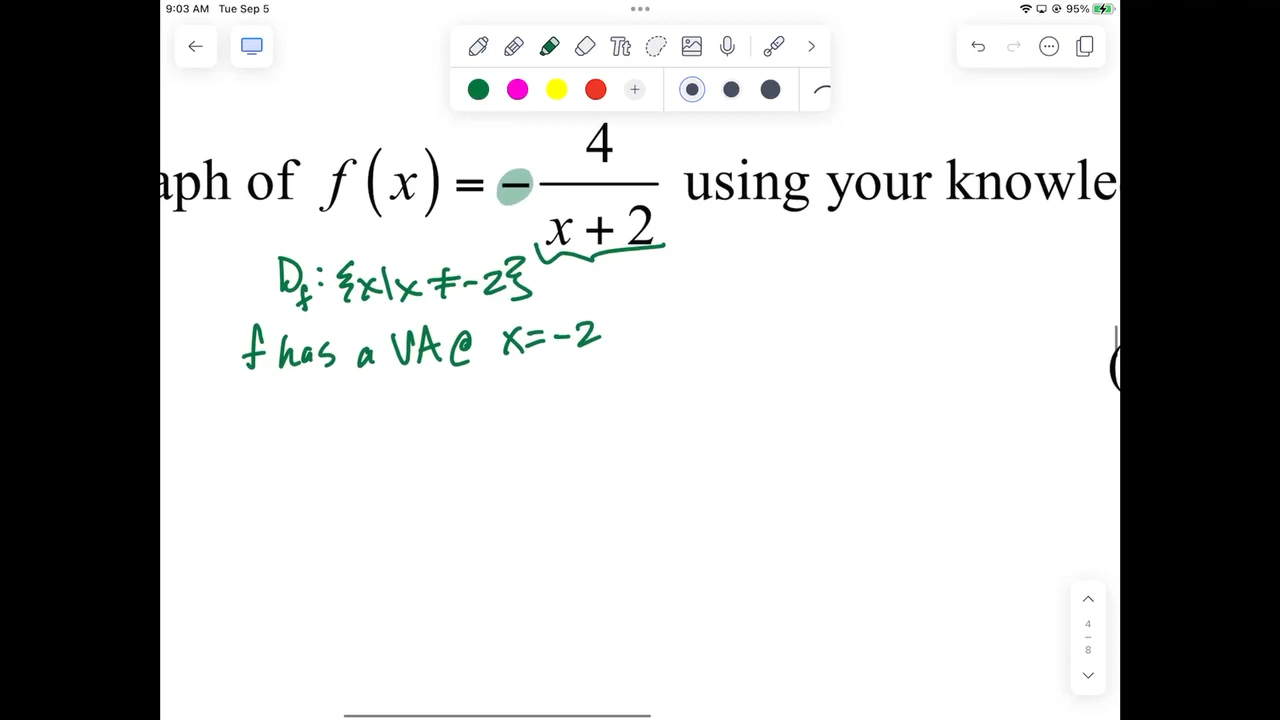 9:03 AM Tue Sep 5
95%
Tt
aph of f(x) = - 4/(x + 2) using your knowle
D_f: {x|x ≠ -2}
f has a VA @ x = -2
(
4
8